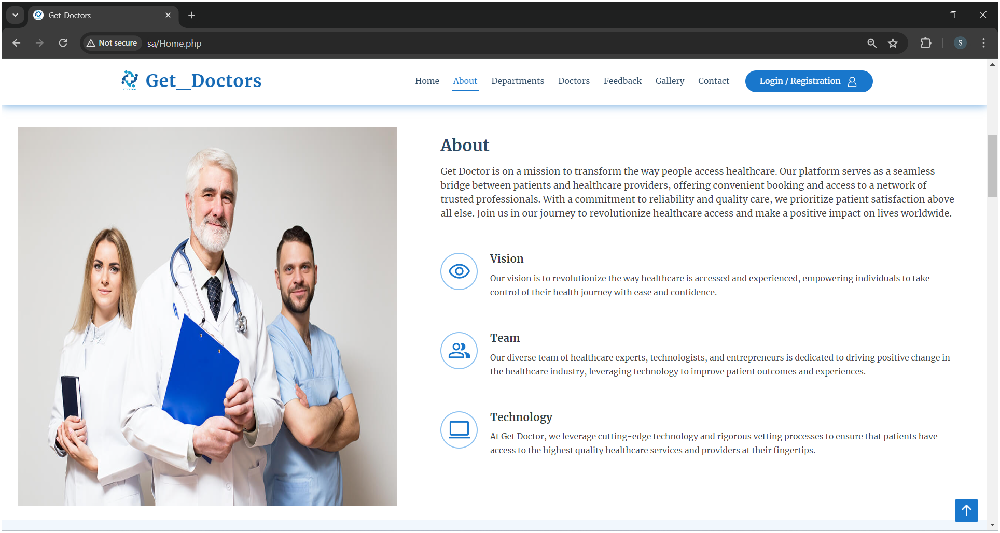 Get_Doctors
Not secure
sa/Home.php
S
Get__Doctors
Home
About
Departments
Doctors
Feedback
Gallery
Contact
Login / Registration
About
Get Doctor is on a mission to transform the way people access healthcare. Our platform serves as a seamless
bridge between patients and healthcare providers, offering convenient booking and access to a network of
trusted professionals. With a commitment to reliability and quality care, we prioritize patient satisfaction above
all else. Join us in our journey to revolutionize healthcare access and make a positive impact on lives worldwide.
Vision
Our vision is to revolutionize the way healthcare is accessed and experienced, empowering individuals to take
control of their health journey with ease and confidence.
Team
Our diverse team of healthcare experts, technologists, and entrepreneurs is dedicated to driving positive change in
the healthcare industry, leveraging technology to improve patient outcomes and experiences.
Technology
At Get Doctor, we leverage cutting-edge technology and rigorous vetting processes to ensure that patients have
access to the highest quality healthcare services and providers at their fingertips.